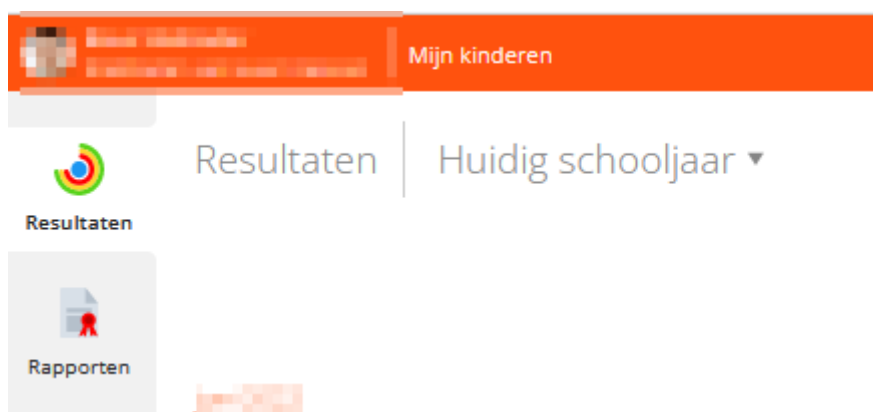 Mijn kinderen
Resultaten
Huidig schooljaar
Resultaten
Rapporten